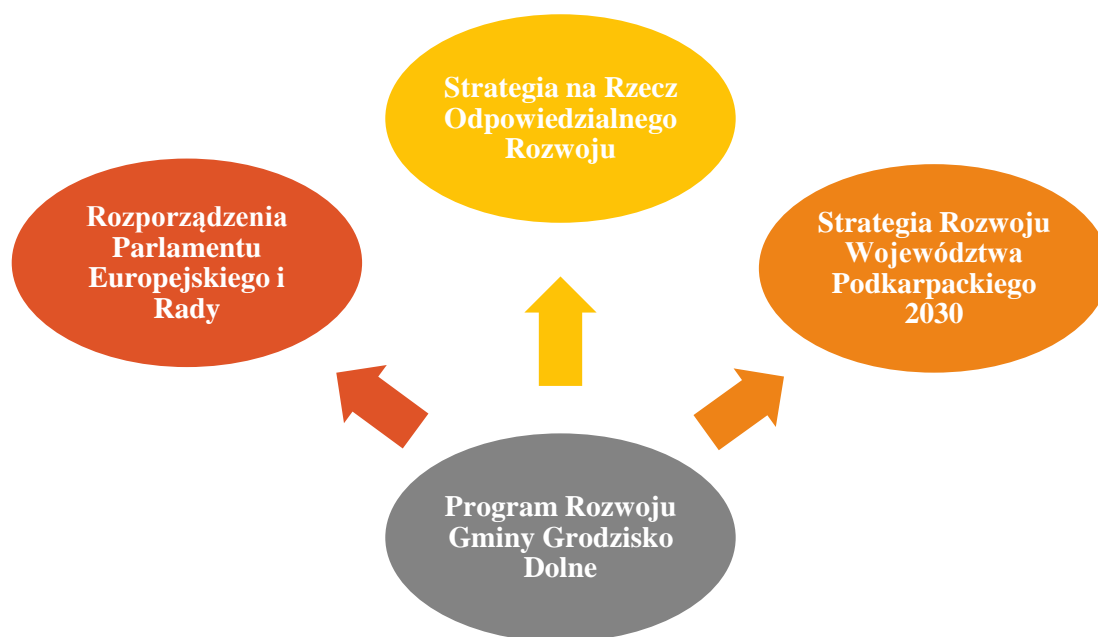 Strategia na Rzecz
Odpowiedzialnego
Rozwoju
Rozporządzenia
Parlamentu
Europejskiego i
Rady
Strategia Rozwoju
Województwa
Podkarpackiego
2030
Program Rozwoju
Gminy Grodzisko
Dolne